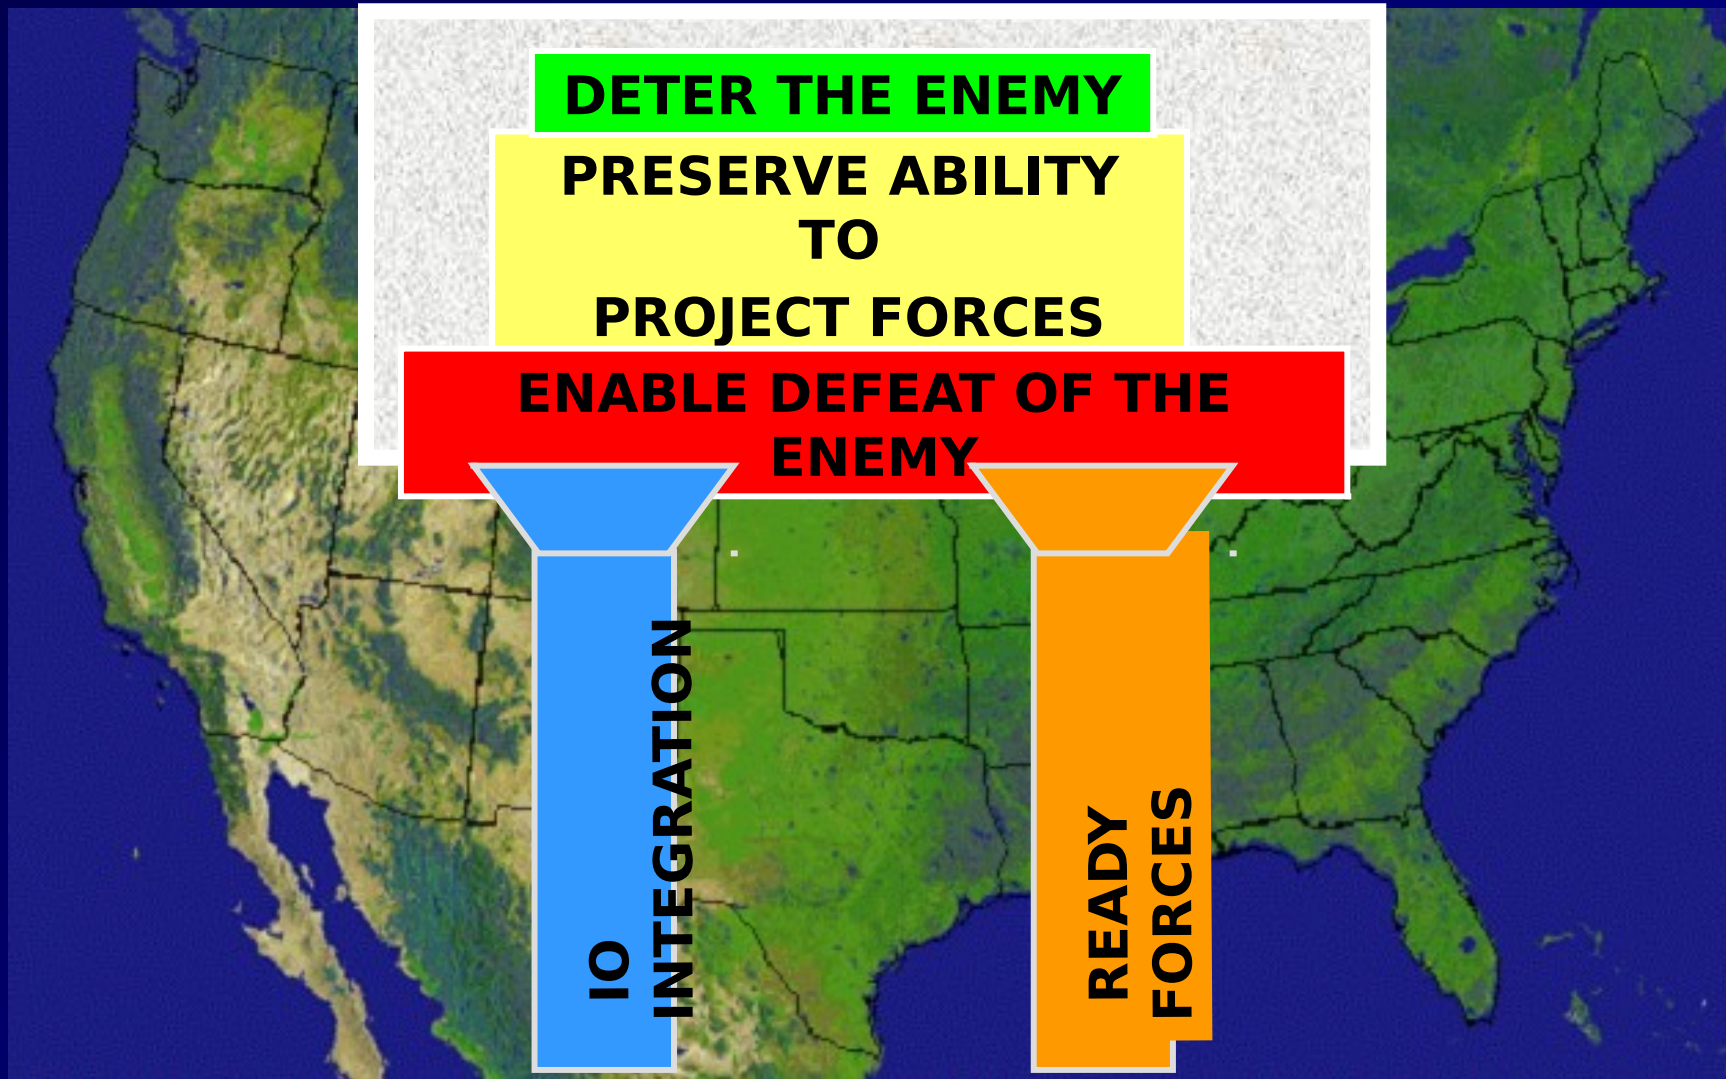 DETER THE ENEMY
PRESERVE ABILITY
TO
PROJECT FORCES
ENABLE DEFEAT OF THE
ENEMY
IO
INTEGRATION
READY
FORCES